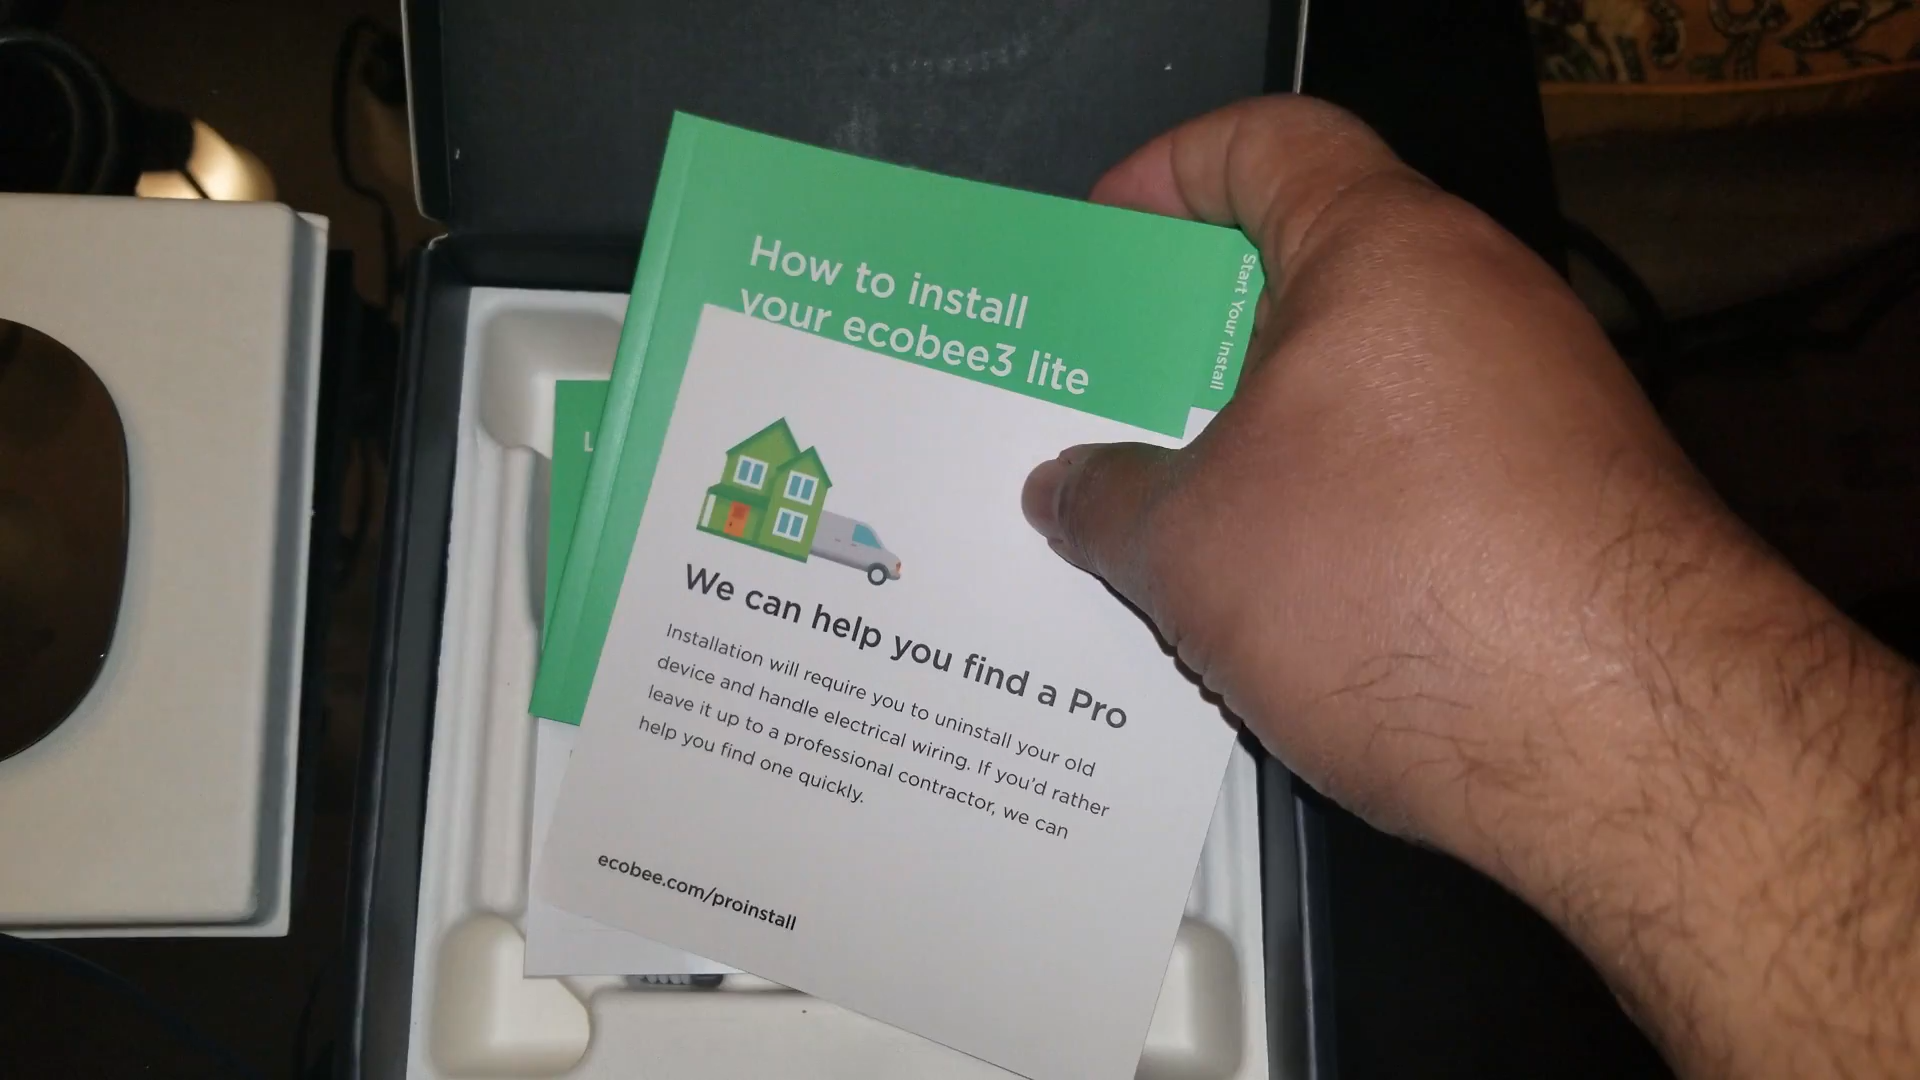 How to install
your ecobee3 lite
Start Your Install
L
We can help you find a Pro
Installation will require you to uninstall your old
device and handle electrical wiring. If you'd rather
leave it up to a professional contractor, we can
help you find one quickly.
ecobee.com/proinstall